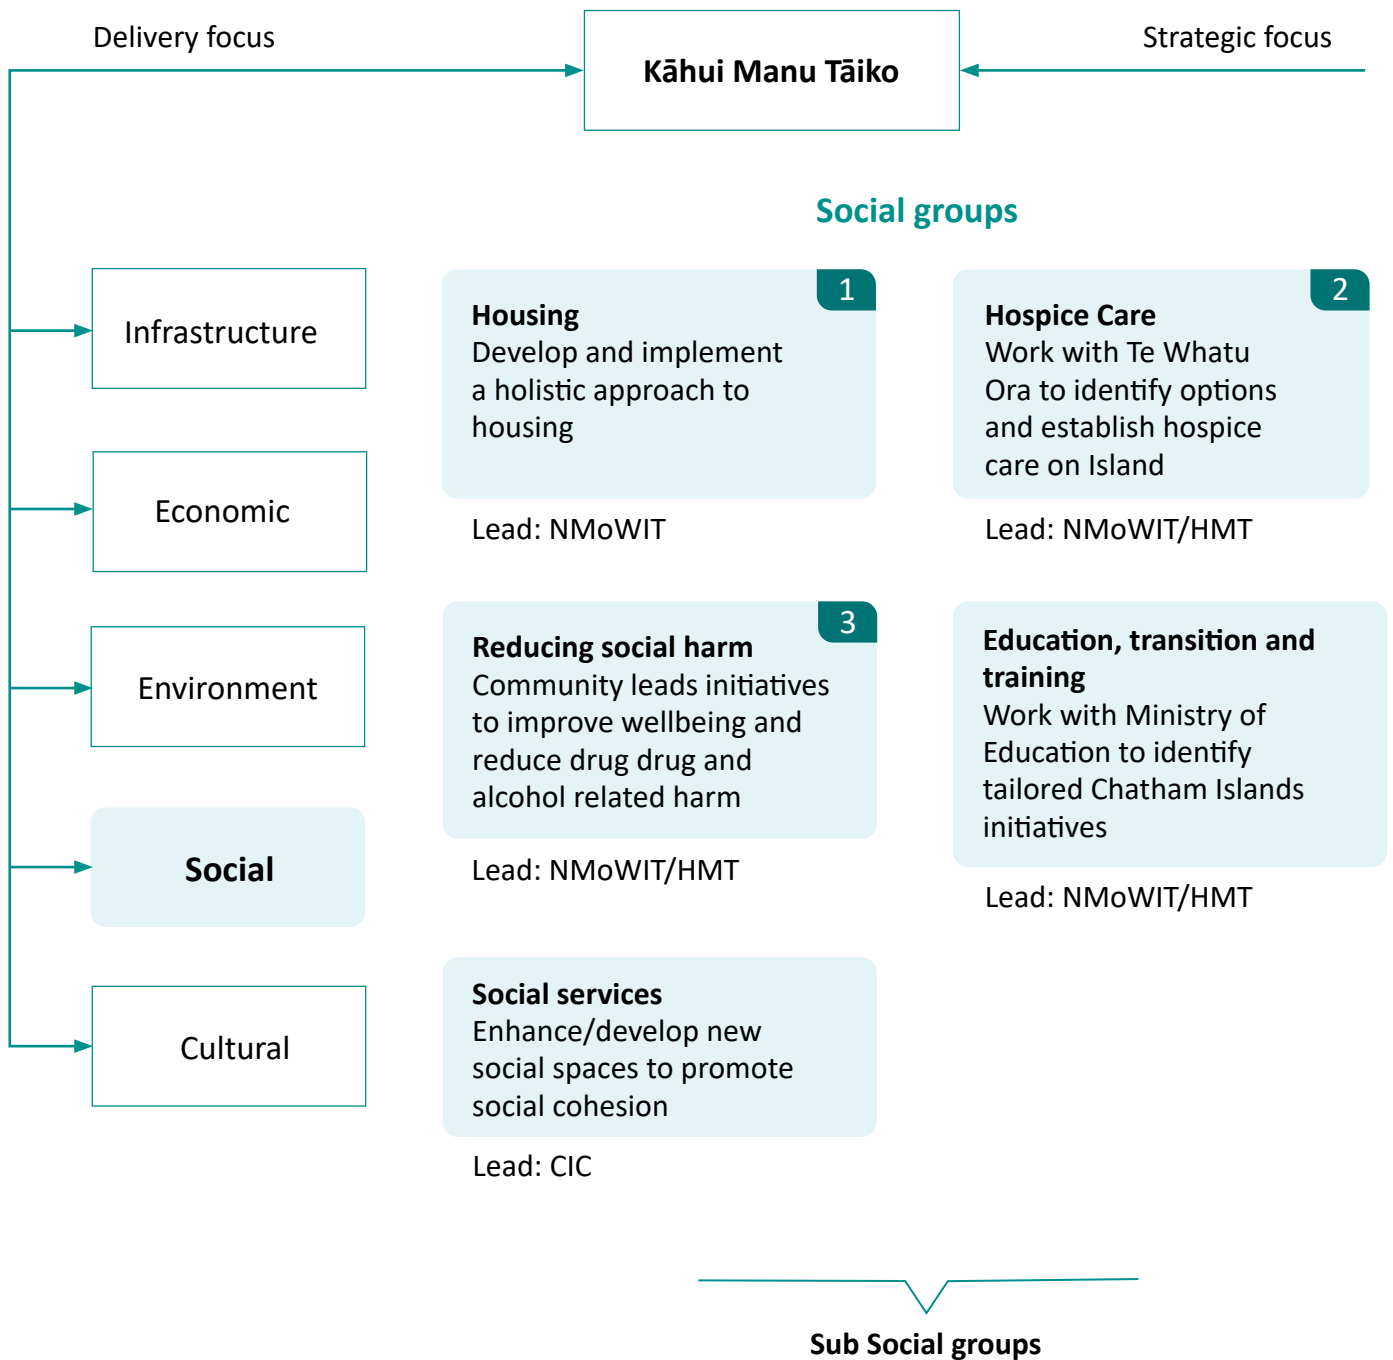 Delivery focus
Kāhui Manu Tāiko
Strategic focus
Social groups
Infrastructure
Economic
Environment
Social
Cultural
1
Housing
Develop and implement
a holistic approach to
housing
Lead: NMoWIT
2
Hospice Care
Work with Te Whatu
Ora to identify options
and establish hospice
care on Island
Lead: NMoWIT/HMT
3
Reducing social harm
Community leads initiatives
to improve wellbeing and
reduce drug drug and
alcohol related harm
Lead: NMoWIT/HMT
Education, transition and
training
Work with Ministry of
Education to identify
tailored Chatham Islands
initiatives
Lead: NMoWIT/HMT
Social services
Enhance/develop new
social spaces to promote
social cohesion
Lead: CIC
Sub Social groups